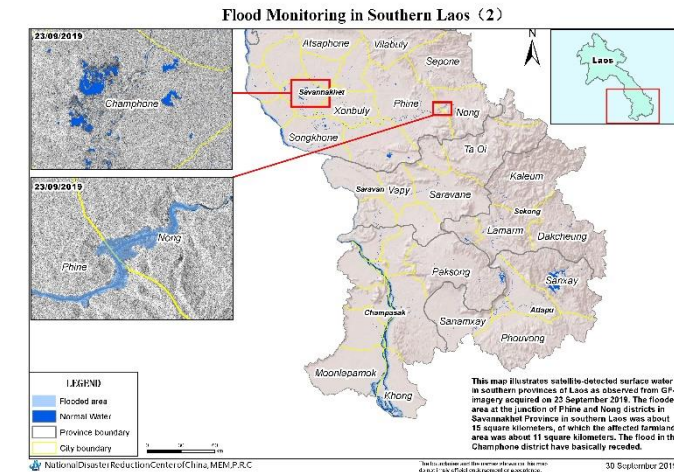 Flood Monitoring in Southern Laos（2）
23/09/2019
Champhone
23/09/2019
Nong
Phine
Atsaphone
Vilabuly
Sepone
Savannakhet
Phine
Xonbuly
Nong
Songkhone
Ta Oi
Kaleum
Saravan
Vapy
Saravane
Sekong
Lamarm
Dakcheung
Paksong
Sanxay
Champasak
Attapu
Sanamxay
Phouvong
Moonlapamok
Khong
N
Laos
LEGEND
Flooded area
Normal Water
Province boundary
City boundary
This map illustrates satellite-detected surface water
in southern provinces of Laos as observed from GF-
imagery acquired on 23 September 2019. The floode
area at the junction of Phine and Nong districts in
Savannakhet Province in southern Laos was about
15 square kilometers, of which the affected farmland
area was about 11 square kilometers. The flood in th
Champhone district have basically receded.
National Disaster Reduction Center of China, MEM, P.R.C
30 September 2019